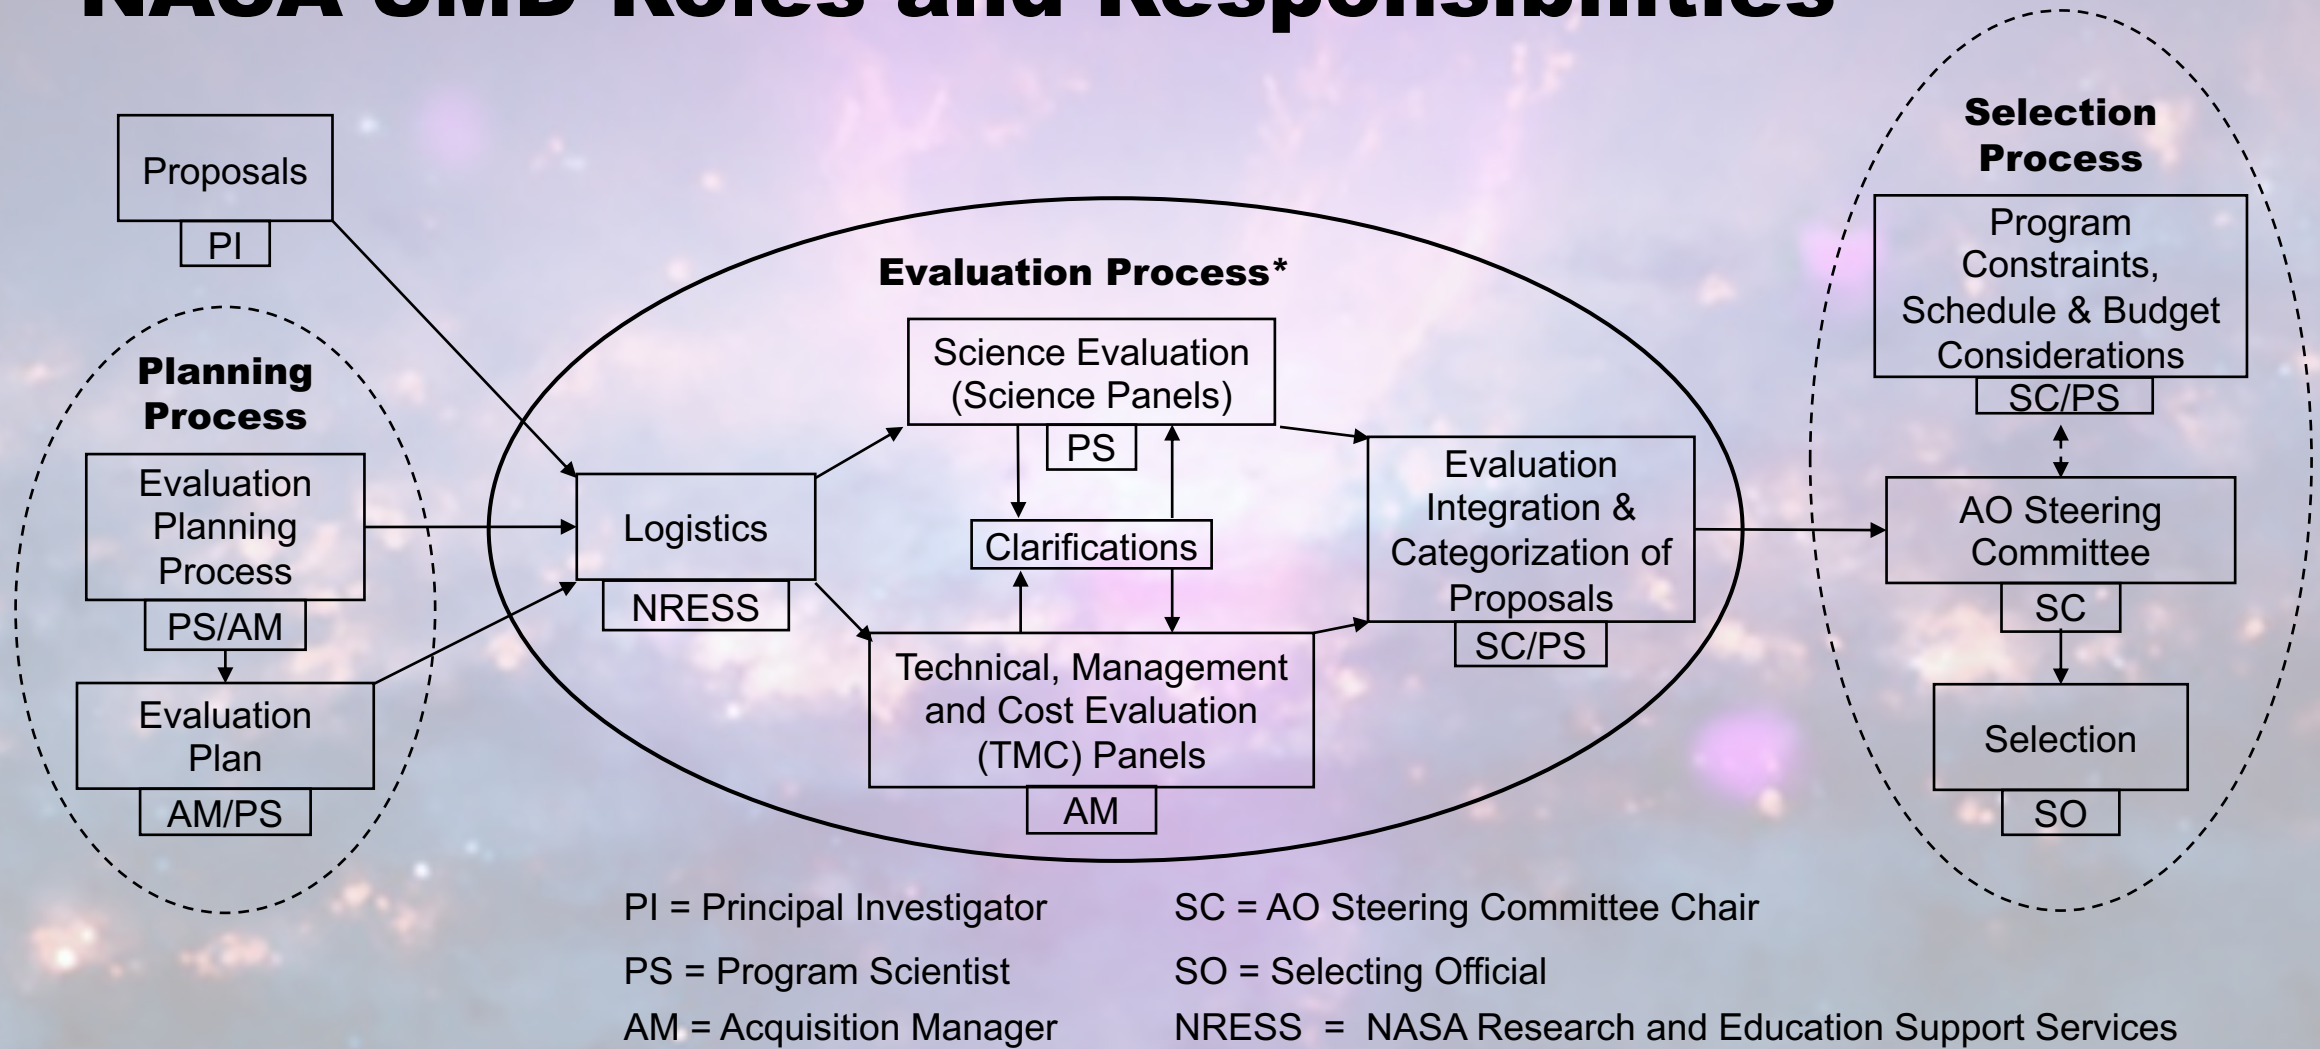 NASA SMD Roles and Responsibilities
Proposals
PI
Planning
Process
Evaluation
Planning
Process
PS/AM
Evaluation
Plan
AM/PS
Evaluation Process*
Logistics
NRESS
Science Evaluation
(Science Panels)
PS
Clarifications
Technical, Management
and Cost Evaluation
(TMC) Panels
AM
Evaluation
Integration &
Categorization of
Proposals
SC/PS
Selection
Process
Program
Constraints,
Schedule & Budget
Considerations
SC/PS
AO Steering
Committee
SC
Selection
SO
PI = Principal Investigator
PS = Program Scientist
AM = Acquisition Manager
SC = AO Steering Committee Chair
SO = Selecting Official
NRESS = NASA Research and Education Support Services